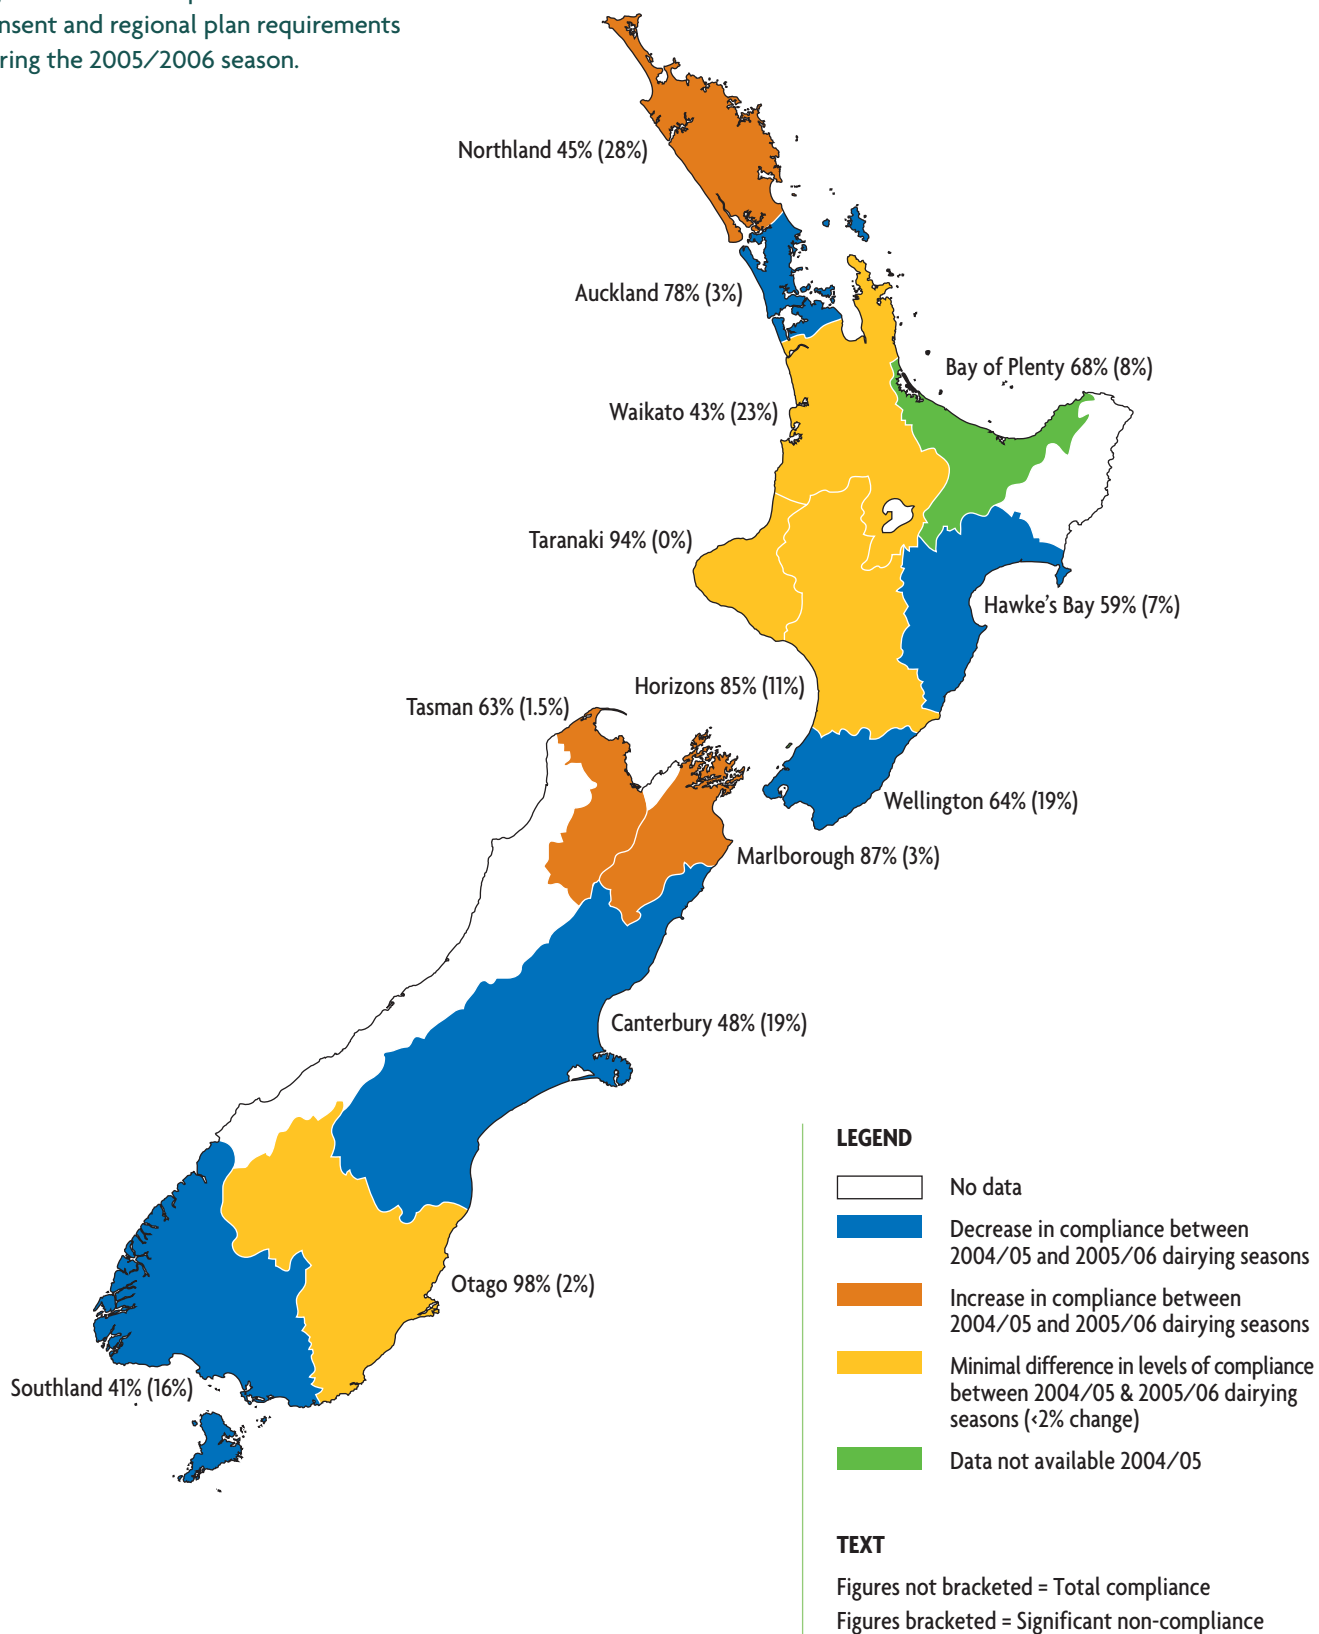 nsent and regional plan requirements
ring the 2005/2006 season.
Northland 45% (28%)
Auckland 78% (3%)
Bay of Plenty 68% (8%)
Waikato 43% (23%)
Taranaki 94% (0%)
Hawke's Bay 59% (7%)
Horizons 85% (11%)
Tasman 63% (1.5%)
Wellington 64% (19%)
Marlborough 87% (3%)
Canterbury 48% (19%)
Otago 98% (2%)
Southland 41% (16%)
LEGEND
No data
Decrease in compliance between
2004/05 and 2005/06 dairying seasons
Increase in compliance between
2004/05 and 2005/06 dairying seasons
Minimal difference in levels of compliance
between 2004/05 & 2005/06 dairying
seasons (<2% change)
Data not available 2004/05
TEXT
Figures not bracketed = Total compliance
Figures bracketed = Significant non-compliance